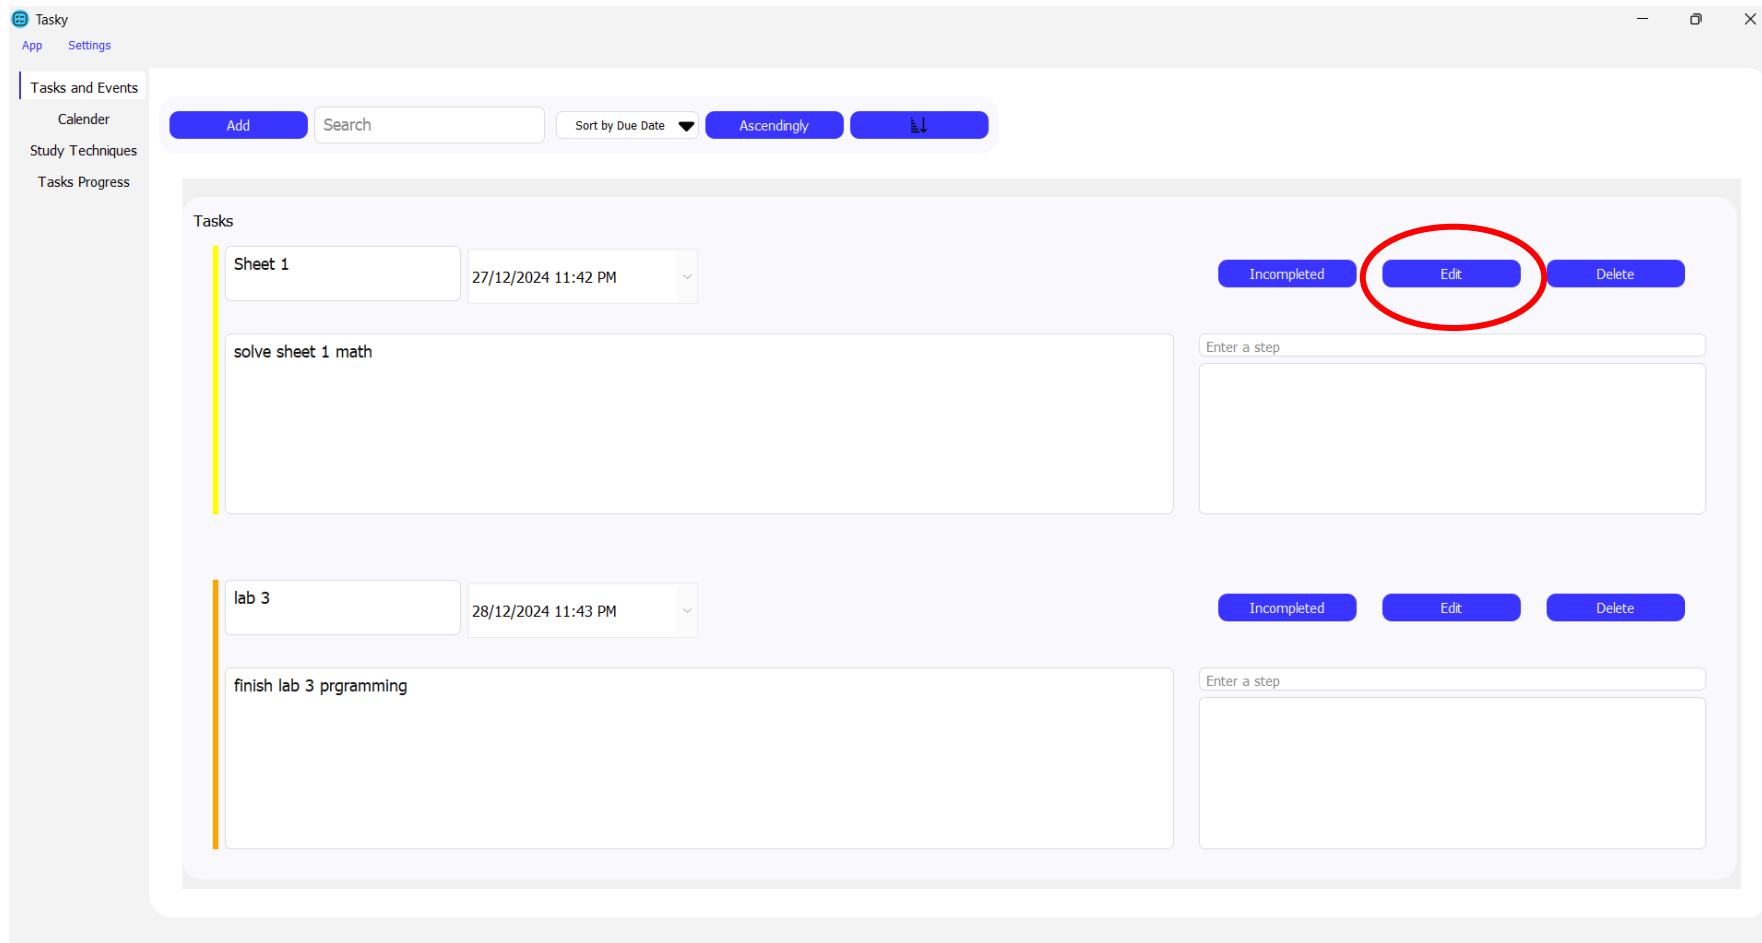 Tasky
App Settings
Tasks and Events
Calender
Study Techniques
Tasks Progress
Add Search Sort by Due Date Ascendingly
Tasks
Sheet 1 27/12/2024 11:42 PM Incompleted Edit Delete
solve sheet 1 math
Enter a step
lab 3 28/12/2024 11:43 PM Incompleted Edit Delete
finish lab 3 prgramming
Enter a step